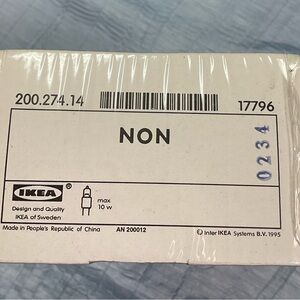 200.274.14 17796
NON
0234
IKEA ®
Design and Quality
IKEA of Sweden
max
10 w
Made in People's Republic of China AN 200012
© Inter IKEA Systems B.V. 1995